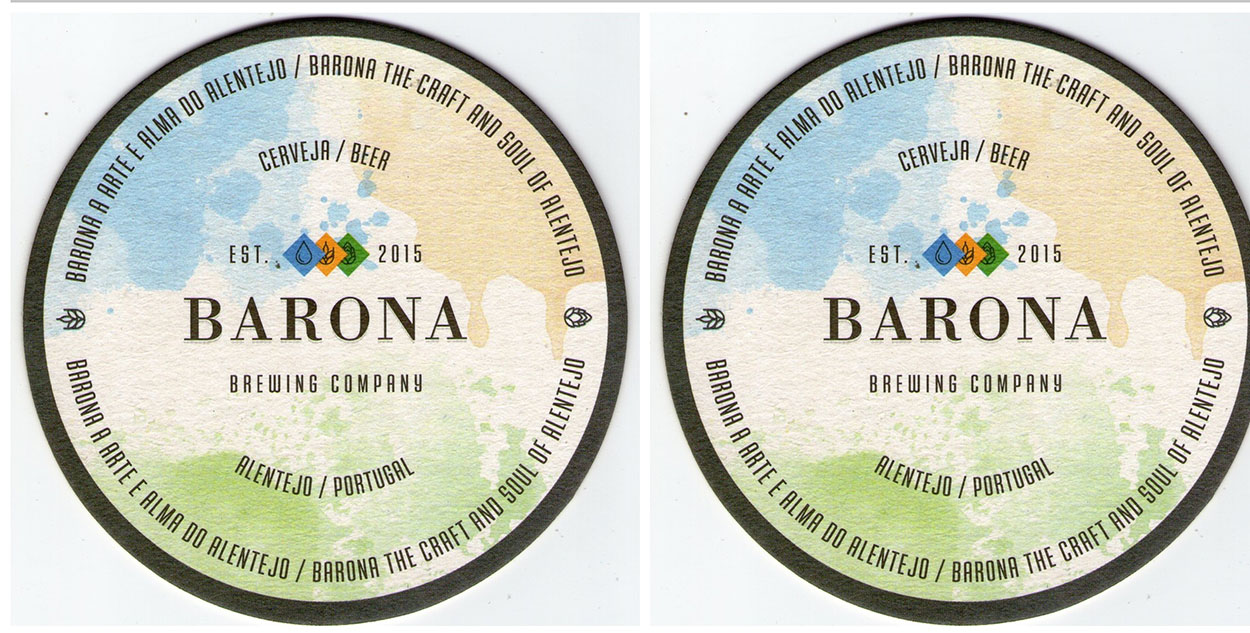 BARONA A ARTE E ALMA DO ALENTEJO / BARONA THE CRAFT AND SOUL OF ALENTEJO
CERVEJA / BEER
EST. 2015
BARONA
BREWING COMPANY
ALENTEJO / PORTUGAL
BARONA A ARTE E ALMA DO ALENTEJO / BARONA THE CRAFT AND SOUL OF ALENTEJO
BARONA A ARTE E ALMA DO ALENTEJO / BARONA THE CRAFT AND SOUL OF ALENTEJO
CERVEJA / BEER
EST. 2015
BARONA
BREWING COMPANY
ALENTEJO / PORTUGAL
BARONA A ARTE E ALMA DO ALENTEJO / BARONA THE CRAFT AND SOUL OF ALENTEJO